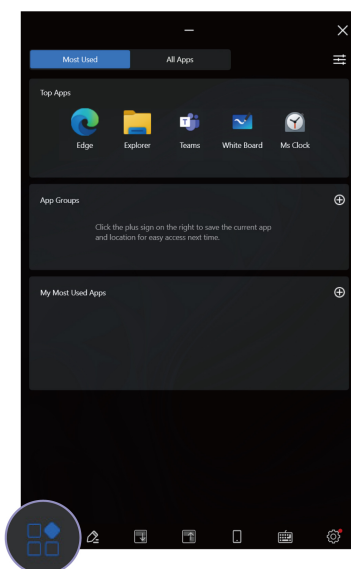 Most Used
All Apps
Top Apps
Edge
Explorer
Teams
White Board
Ms Clock
App Groups
Click the plus sign on the right to save the current app
and location for easy access next time.
My Most Used Apps